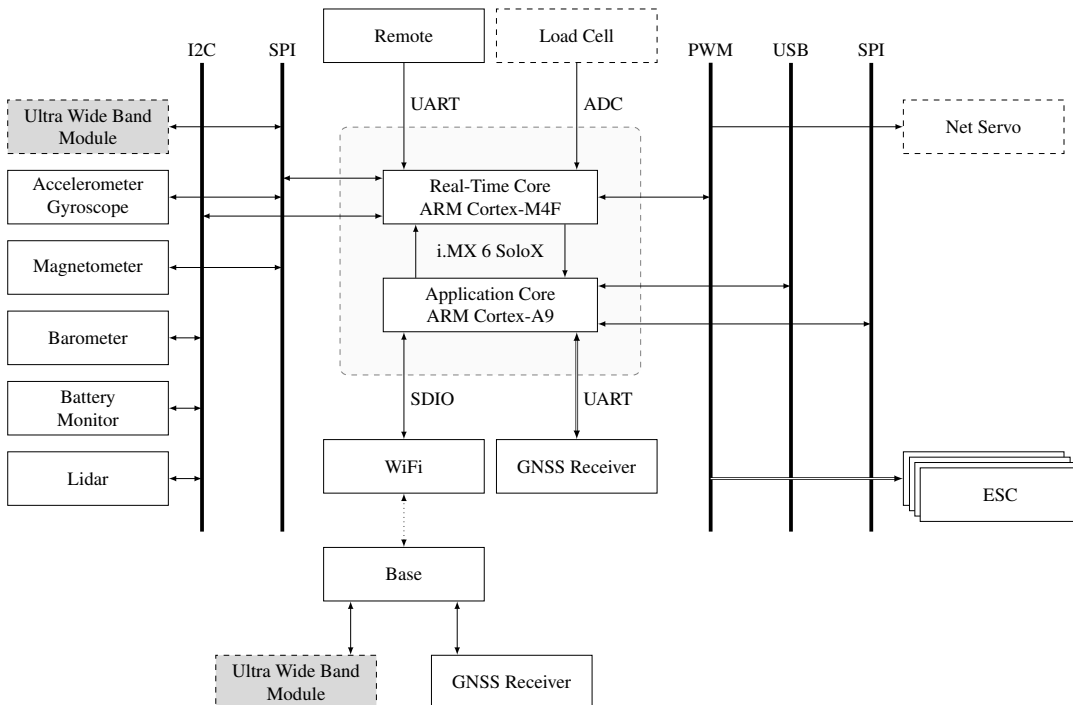 Remote
Load Cell
I2C
SPI
PWM
USB
SPI
UART
ADC
Ultra Wide Band
Module
Net Servo
Accelerometer
Gyroscope
Real-Time Core
ARM Cortex-M4F
i.MX 6 SoloX
Magnetometer
Application Core
ARM Cortex-A9
Barometer
Battery
Monitor
SDIO
UART
Lidar
WiFi
GNSS Receiver
ESC
Base
Ultra Wide Band
Module
GNSS Receiver